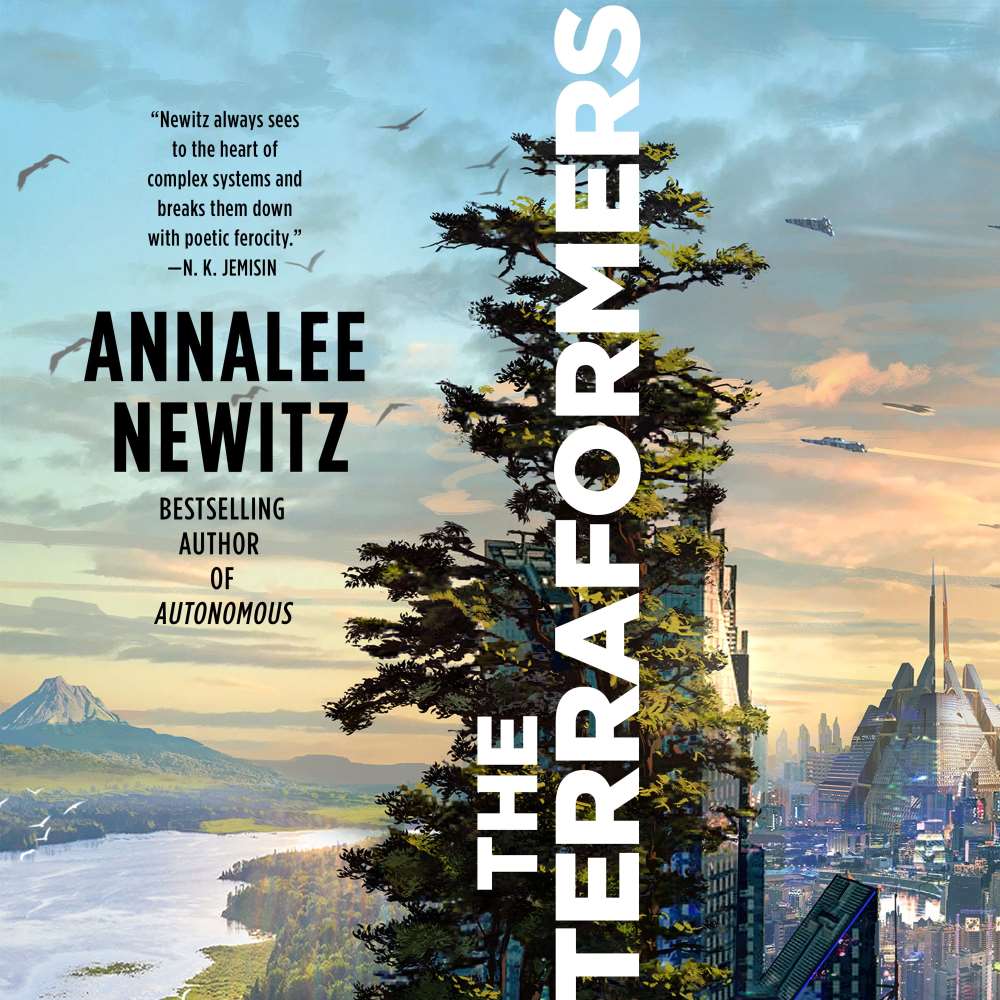 “Newitz always sees
to the heart of
complex systems and
breaks them down
with poetic ferocity.”
—N. K. JEMISIN
ANNALEE
NEWITZ
BESTSELLING
AUTHOR
OF
AUTONOMOUS
THE
TERRAFORMERS